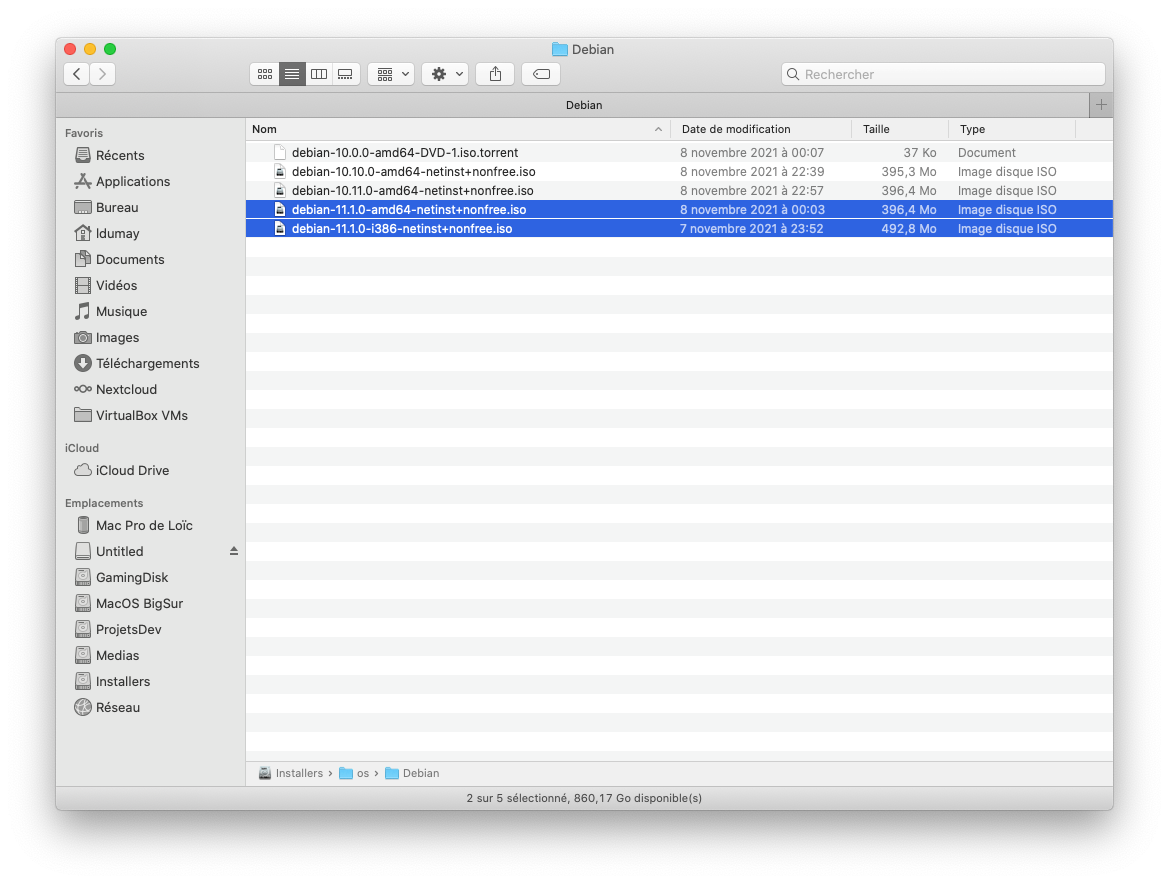 Debian
Rechercher
Debian
Favoris
Récents
Applications
Bureau
Idumay
Documents
Vidéos
Musique
Images
Téléchargements
Nextcloud
VirtualBox VMs
iCloud
iCloud Drive
Emplacements
Mac Pro de Loïc
Untitled
GamingDisk
MacOS BigSur
ProjetsDev
Medias
Installers
Réseau
Nom Date de modification Taille Type
debian-10.0.0-amd64-DVD-1.iso.torrent 8 novembre 2021 à 00:07 37 Ko Document
debian-10.10.0-amd64-netinst+nonfree.iso 8 novembre 2021 à 22:39 395,3 Mo Image disque ISO
debian-10.11.0-amd64-netinst+nonfree.iso 8 novembre 2021 à 22:57 396,4 Mo Image disque ISO
debian-11.1.0-amd64-netinst+nonfree.iso 8 novembre 2021 à 00:03 396,4 Mo Image disque ISO
debian-11.1.0-i386-netinst+nonfree.iso 7 novembre 2021 à 23:52 492,8 Mo Image disque ISO
Installers › os › Debian
2 sur 5 sélectionné, 860,17 Go disponible(s)